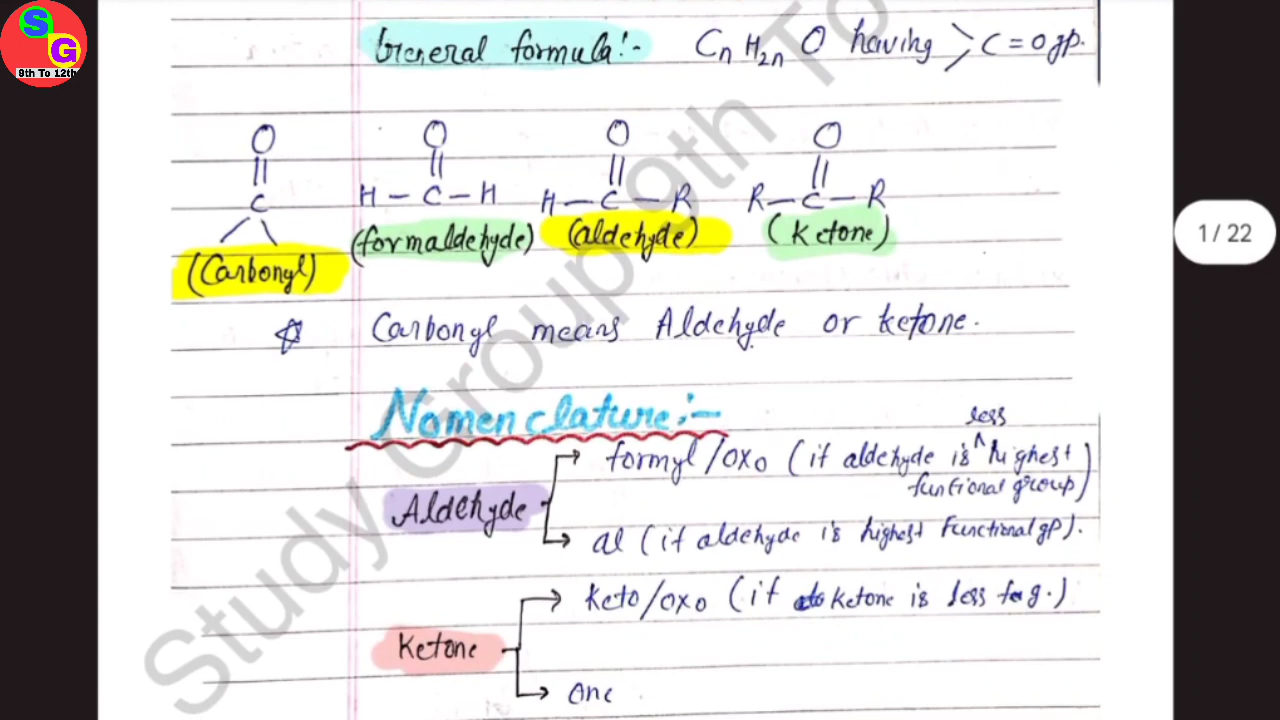 SG
9th To 12th
General formula:- CnH2nO having >C=O gp.
O O O O
|| || || ||
C H-C-H H-C-R R-C-R
(Carbonyl) (formaldehyde) (aldehyde) (Ketone)
1 / 22
☆ Carbonyl means Aldehyde or ketone.
Nomenclature:-
less
formyl/oxo (if aldehyde is ^ highest
functional group)
Aldehyde
al (if aldehyde is highest Functional gp).
Keto/oxo (if ketone is less f g.)
Ketone
one
Study Group 9th To